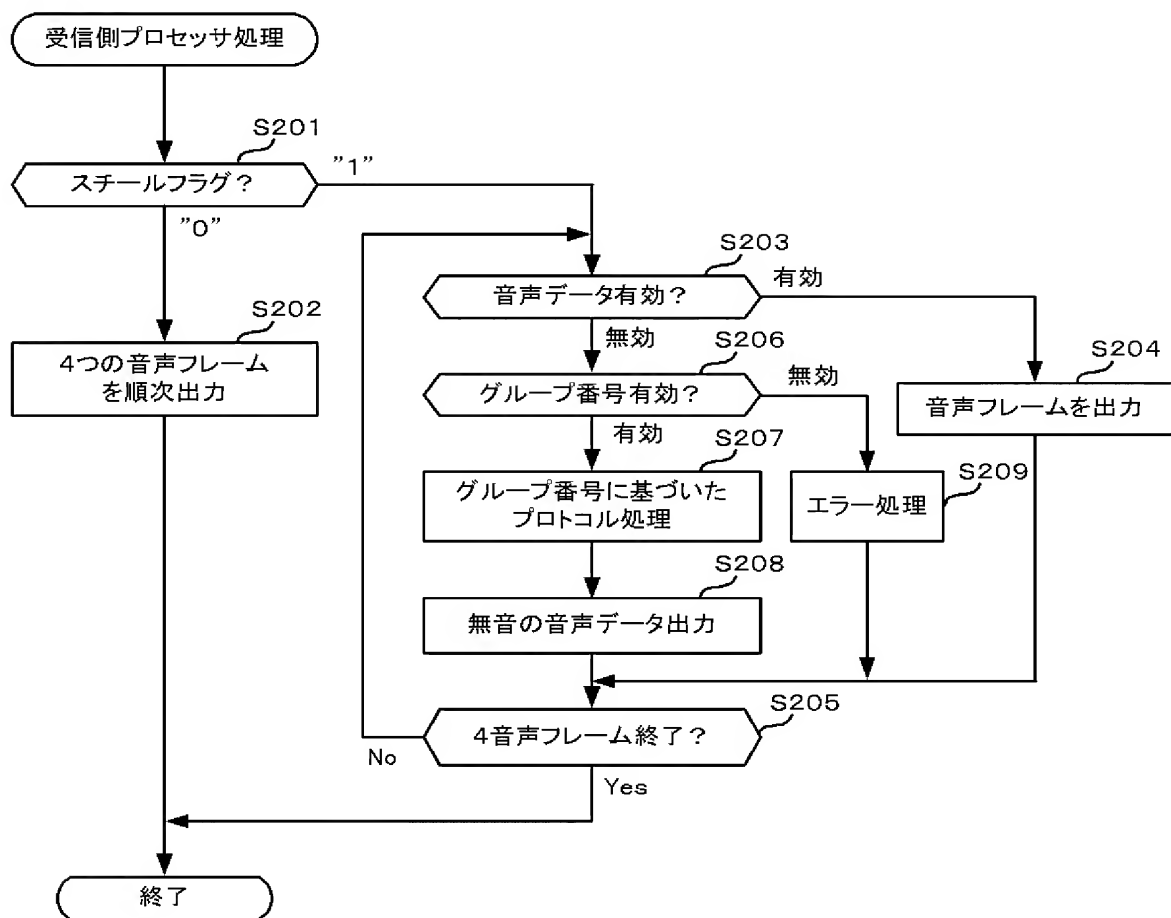 受信側プロセッサ処理
S201
スチールフラグ？
"1"
"0"
S202
4つの音声フレーム
を順次出力
S203
音声データ有効？
有効
無効
S204
音声フレームを出力
S206
グループ番号有効？
無効
有効
S207
グループ番号に基づいた
プロトコル処理
S209
エラー処理
S208
無音の音声データ出力
S205
4音声フレーム終了？
No
Yes
終了